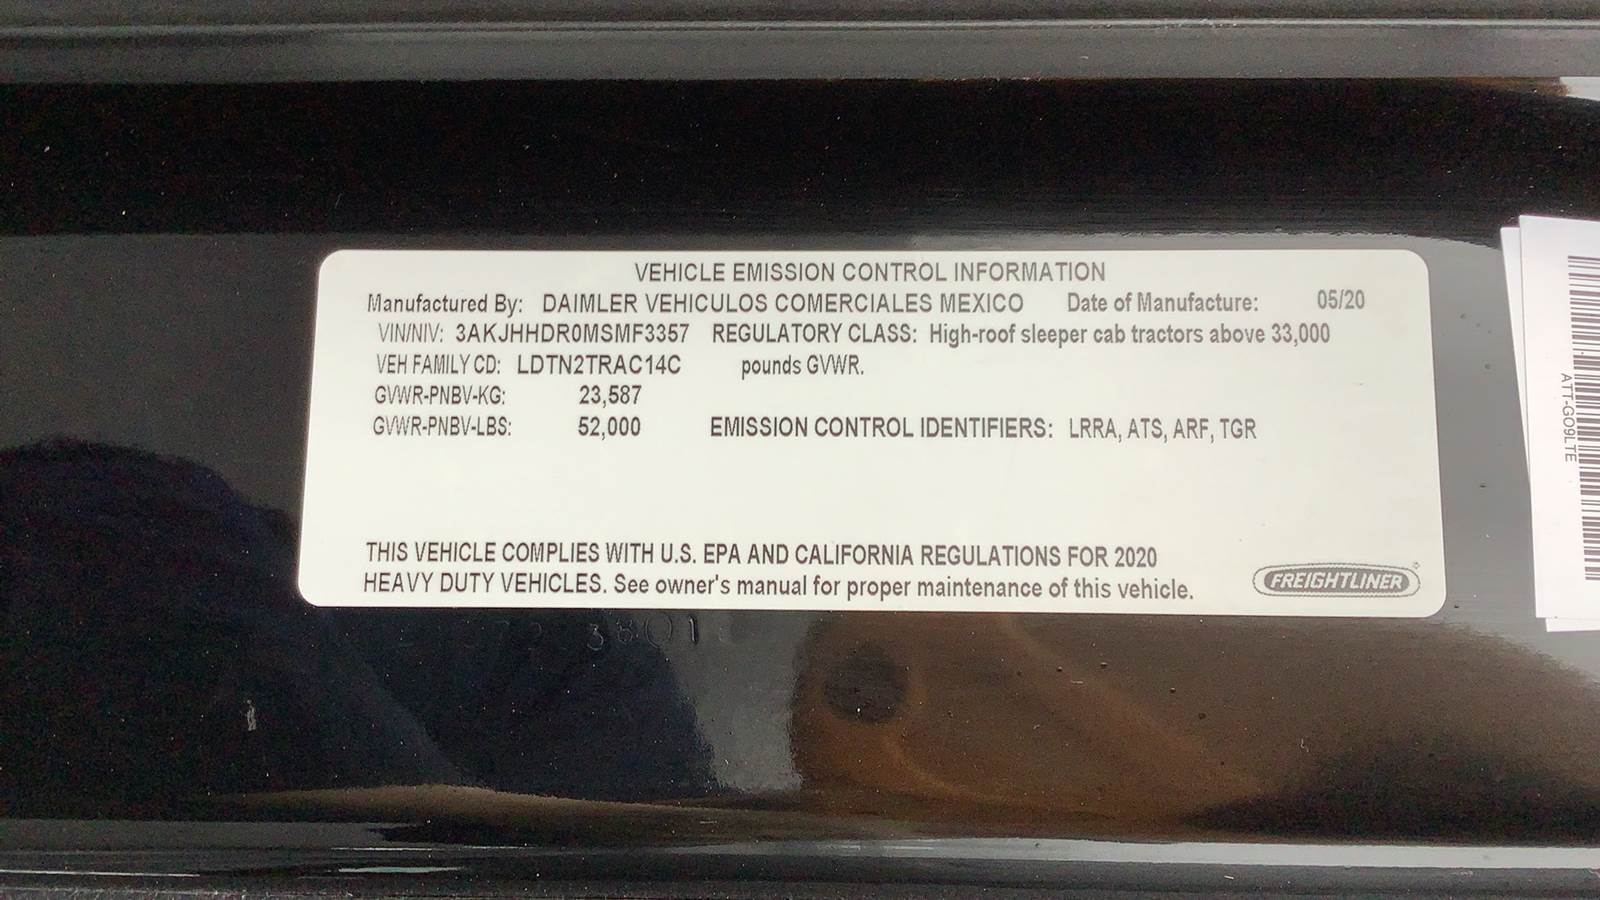 VEHICLE EMISSION CONTROL INFORMATION
Manufactured By: DAIMLER VEHICULOS COMERCIALES MEXICO Date of Manufacture: 05/20
VIN/NIV: 3AKJHHDR0MSMF3357 REGULATORY CLASS: High-roof sleeper cab tractors above 33,000
VEH FAMILY CD: LDTN2TRAC14C pounds GVWR.
GVWR-PNBV-KG: 23,587
GVWR-PNBV-LBS: 52,000 EMISSION CONTROL IDENTIFIERS: LRRA, ATS, ARF, TGR
THIS VEHICLE COMPLIES WITH U.S. EPA AND CALIFORNIA REGULATIONS FOR 2020
HEAVY DUTY VEHICLES. See owner's manual for proper maintenance of this vehicle.
FREIGHTLINER
ATT-GO9LTE